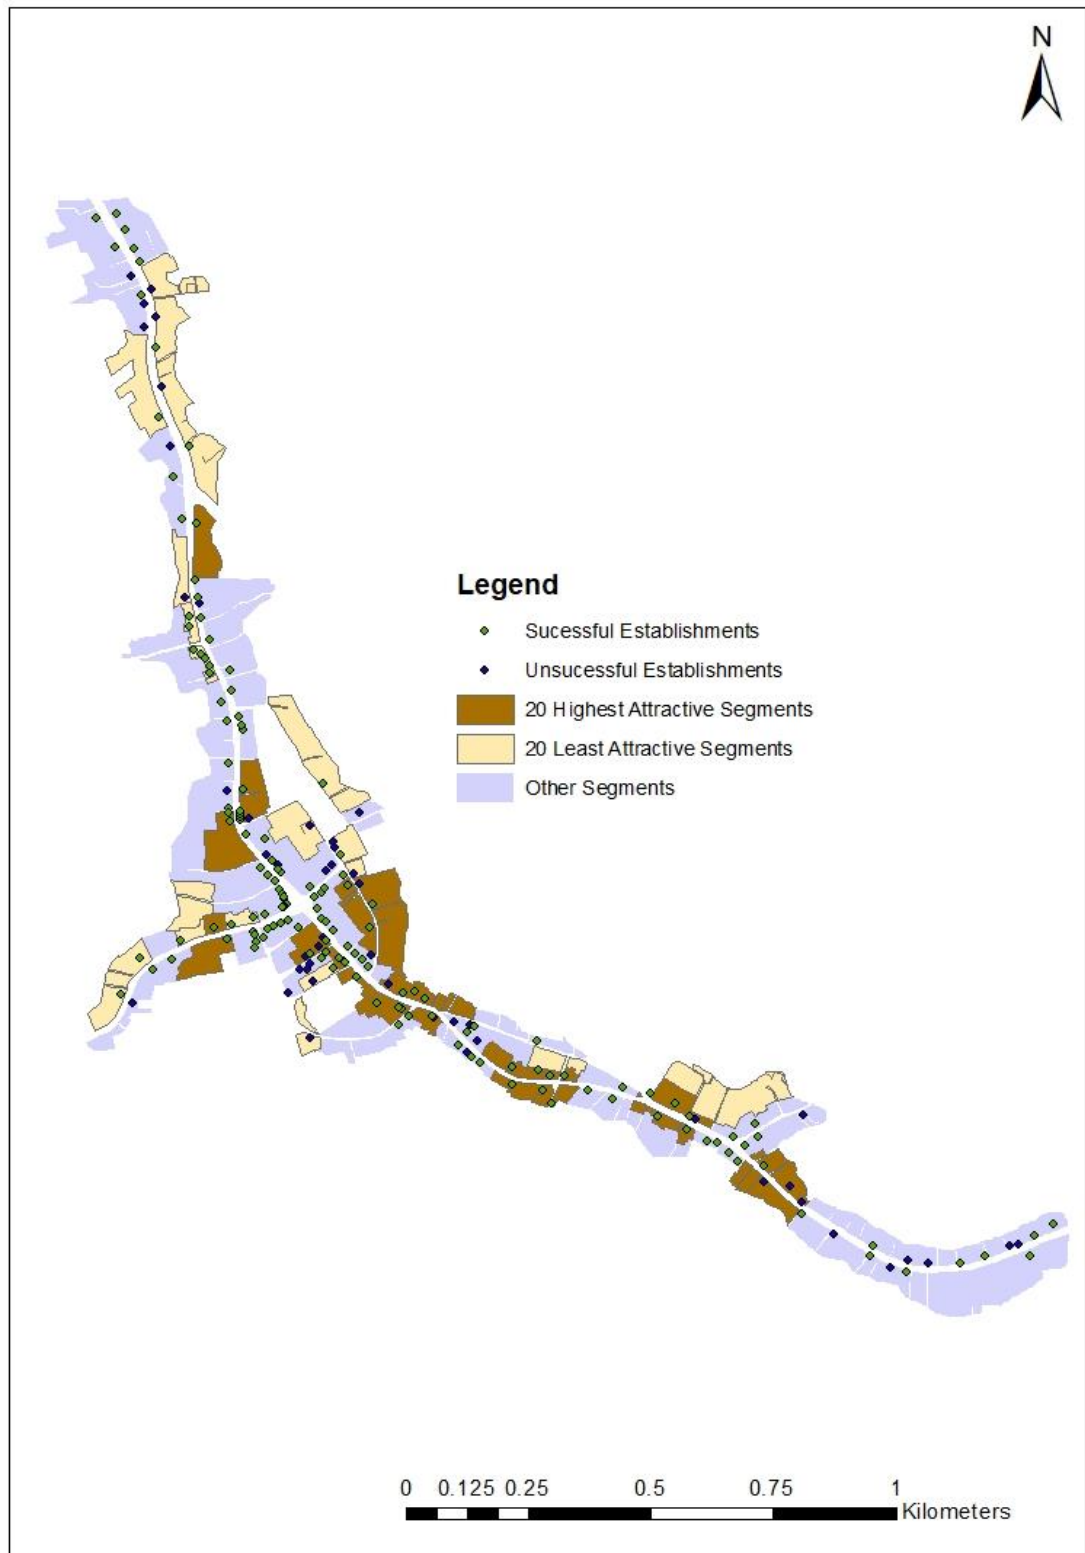 N
Legend
Sucessful Establishments
Unsucessful Establishments
20 Highest Attractive Segments
20 Least Attractive Segments
Other Segments
0 0.125 0.25 0.5 0.75 1
Kilometers